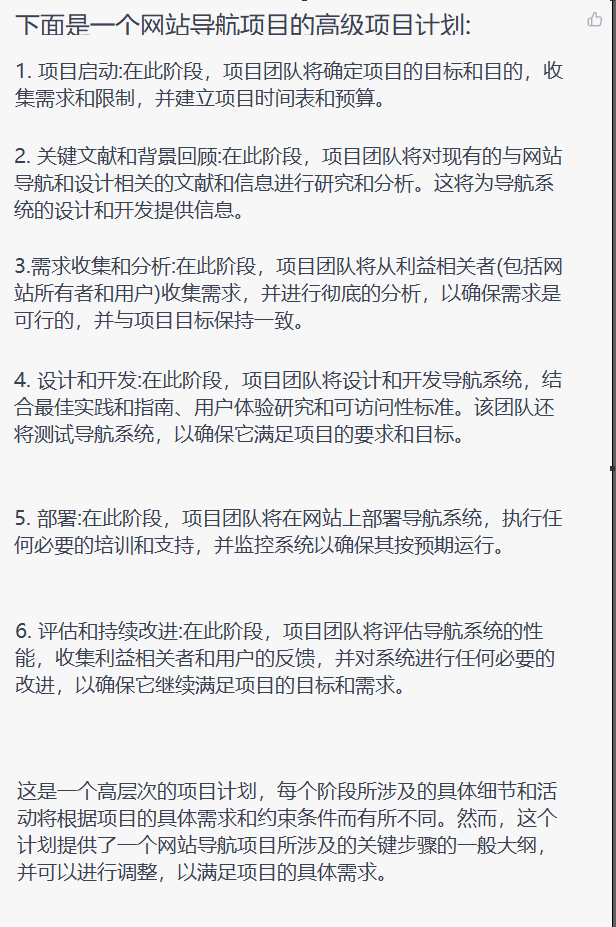 下面是一个网站导航项目的高级项目计划:
1. 项目启动:在此阶段，项目团队将确定项目的目标和目的，收
集需求和限制，并建立项目时间表和预算。
2. 关键文献和背景回顾:在此阶段，项目团队将对现有的与网站
导航和设计相关的文献和信息进行研究和分析。这将为导航系
统的设计和开发提供信息。
3.需求收集和分析:在此阶段，项目团队将从利益相关者(包括网
站所有者和用户)收集需求，并进行彻底的分析，以确保需求是
可行的，并与项目目标保持一致。
4. 设计和开发:在此阶段，项目团队将设计和开发导航系统，结
合最佳实践和指南、用户体验研究和可访问性标准。该团队还
将测试导航系统，以确保它满足项目的要求和目标。
5. 部署:在此阶段，项目团队将在网站上部署导航系统，执行任
何必要的培训和支持，并监控系统以确保其按预期运行。
6. 评估和持续改进:在此阶段，项目团队将评估导航系统的性
能，收集利益相关者和用户的反馈，并对系统进行任何必要的
改进，以确保它继续满足项目的目标和需求。
这是一个高层次的项目计划，每个阶段所涉及的具体细节和活
动将根据项目的具体需求和约束条件而有所不同。然而，这个
计划提供了一个网站导航项目所涉及的关键步骤的一般大纲，
并可以进行调整，以满足项目的具体需求。